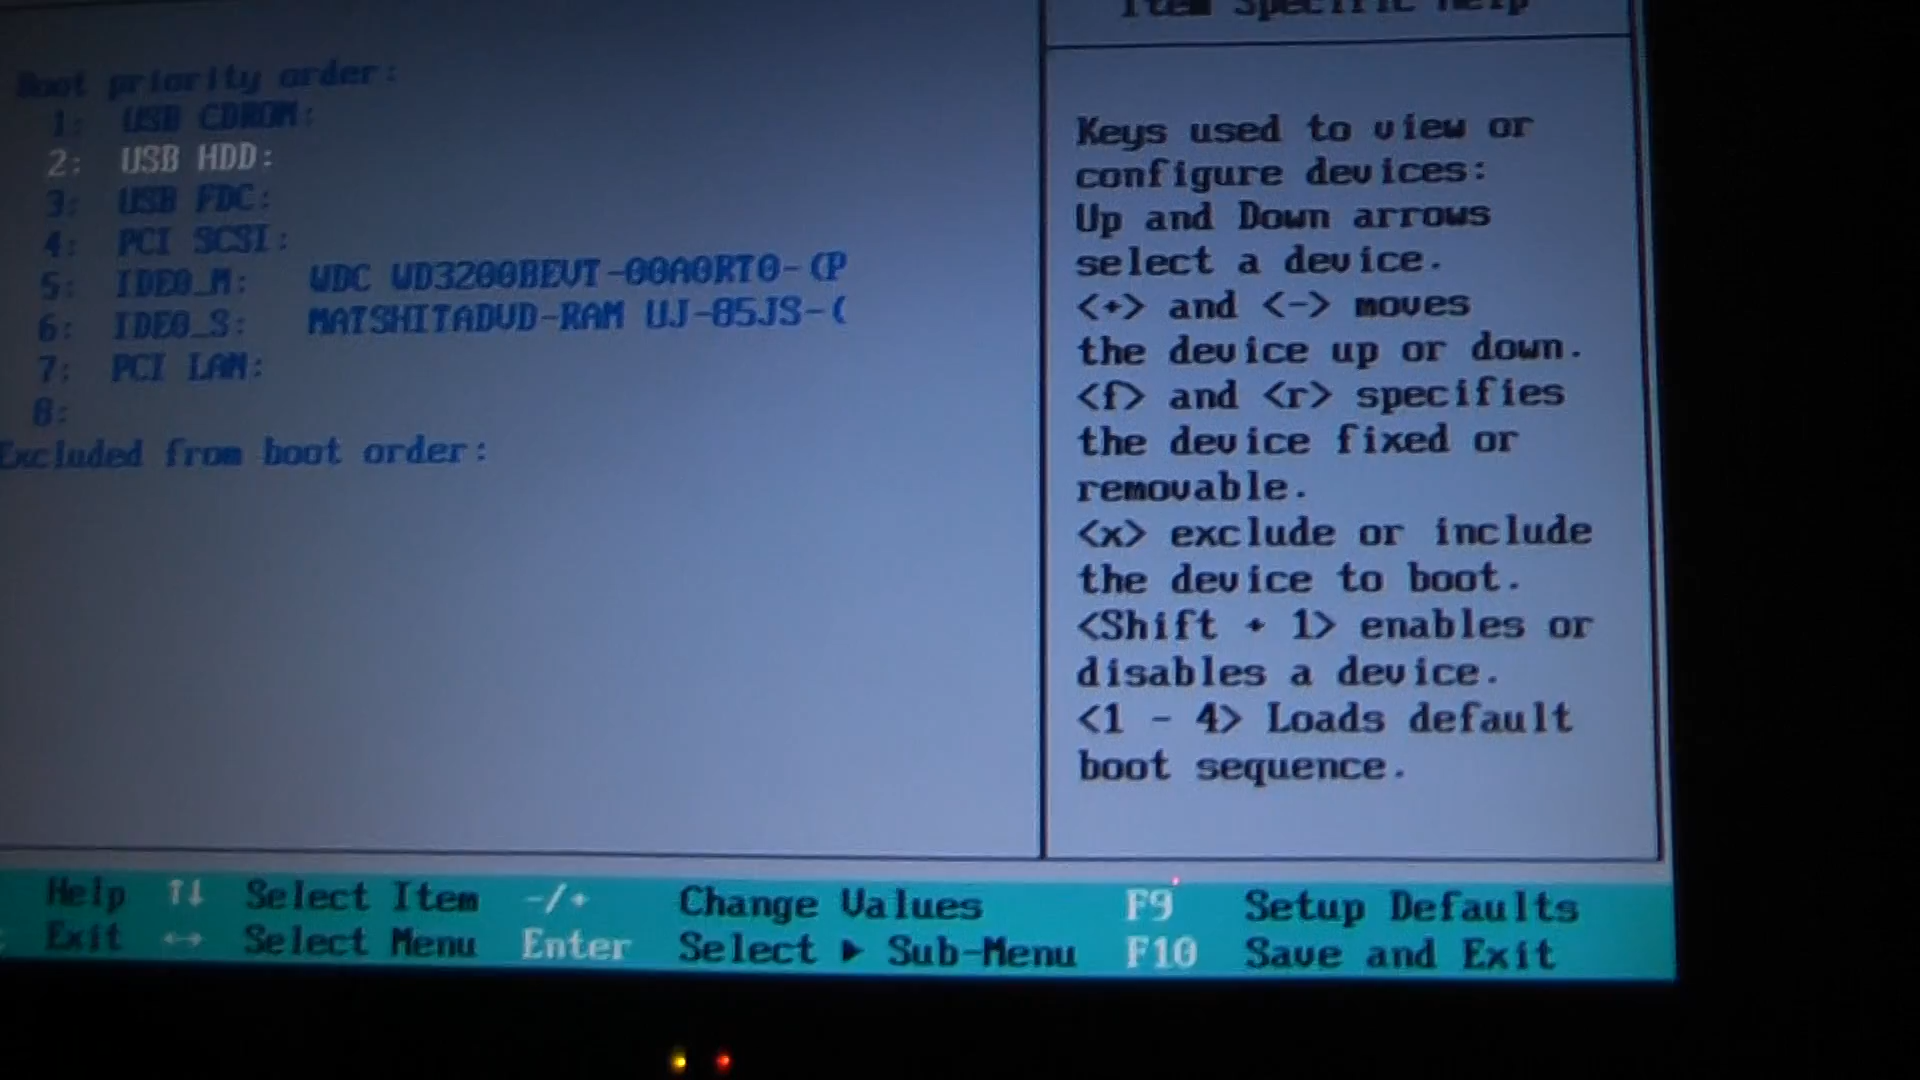 Item Specific Help
Boot priority order:
1: USB CDROM:
2: USB HDD:
3: USB FDC:
4: PCI SCSI:
5: IDE0_M: WDC WD3200BEVT-00A0RT0-(P
6: IDE0_S: MATSHITADVD-RAM UJ-85JS-(
7: PCI LAN:
8:
Excluded from boot order:
Keys used to view or
configure devices:
Up and Down arrows
select a device.
<+> and <-> moves
the device up or down.
<f> and <r> specifies
the device fixed or
removable.
<x> exclude or include
the device to boot.
<Shift + 1> enables or
disables a device.
<1 - 4> Loads default
boot sequence.
Help ↑↓ Select Item -/+ Change Values F9 Setup Defaults
Exit ↔ Select Menu Enter Select ▶ Sub-Menu F10 Save and Exit